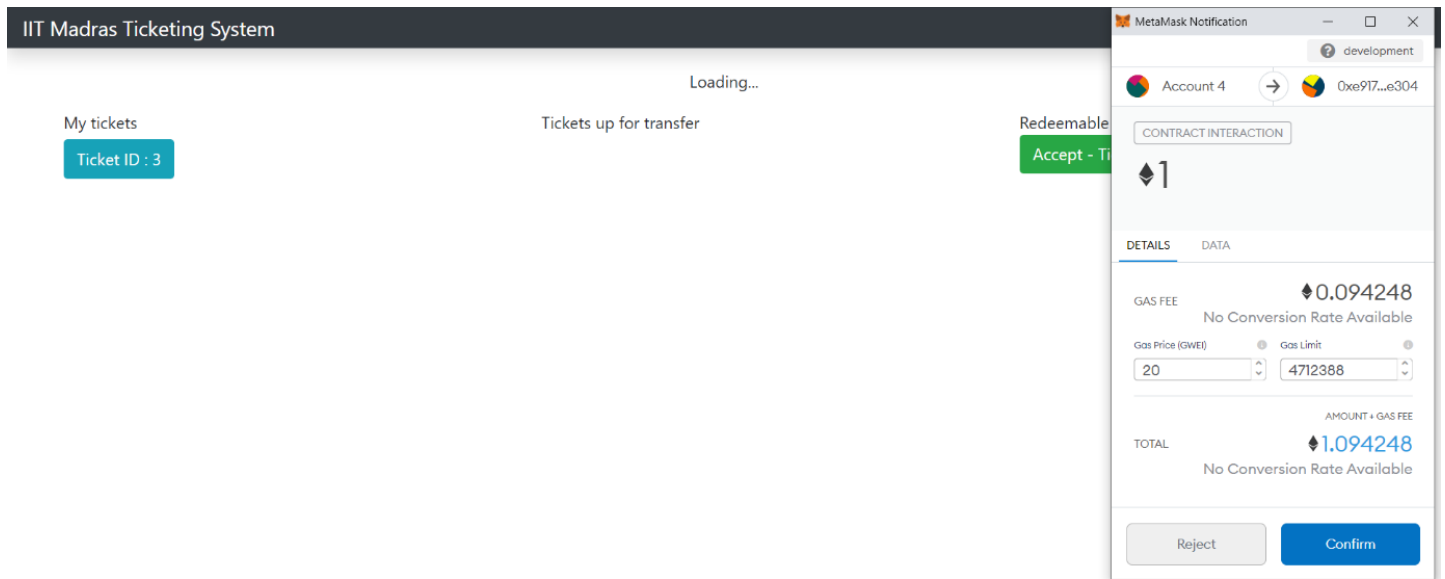 IIT Madras Ticketing System
Loading...
My tickets
Tickets up for transfer
Redeemable
Ticket ID : 3
Accept - Ti
MetaMask Notification
development
Account 4
0xe917...e304
CONTRACT INTERACTION
1
DETAILS DATA
GAS FEE
0.094248
No Conversion Rate Available
Gas Price (GWEI) Gas Limit
20 4712388
AMOUNT + GAS FEE
TOTAL
1.094248
No Conversion Rate Available
Reject Confirm